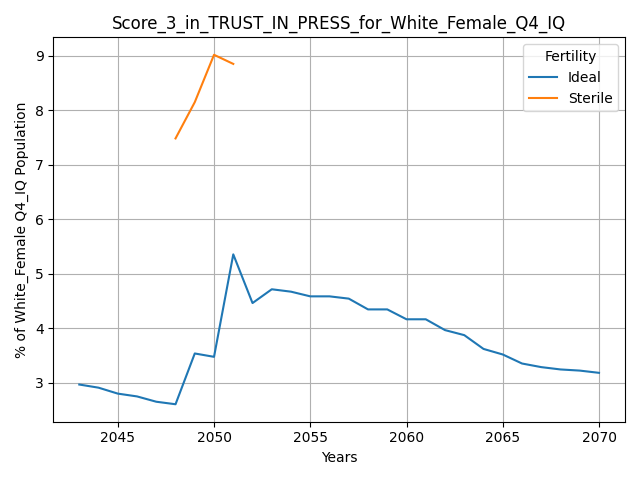 Score_3_in_TRUST_IN_PRESS_for_White_Female_Q4_IQ
Fertility
Ideal
Sterile
% of White_Female Q4_IQ Population
9
8
7
6
5
4
3
2045 2050 2055 2060 2065 2070
Years